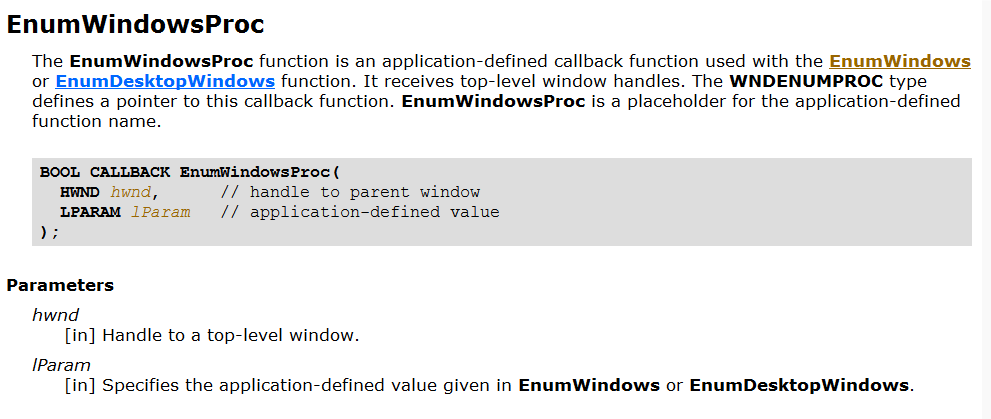 EnumWindowsProc
The EnumWindowsProc function is an application-defined callback function used with the EnumWindows
or EnumDesktopWindows function. It receives top-level window handles. The WNDENUMPROC type
defines a pointer to this callback function. EnumWindowsProc is a placeholder for the application-defined
function name.
BOOL CALLBACK EnumWindowsProc(
  HWND hwnd,      // handle to parent window
  LPARAM lParam   // application-defined value
);
Parameters
hwnd
[in] Handle to a top-level window.
lParam
[in] Specifies the application-defined value given in EnumWindows or EnumDesktopWindows.